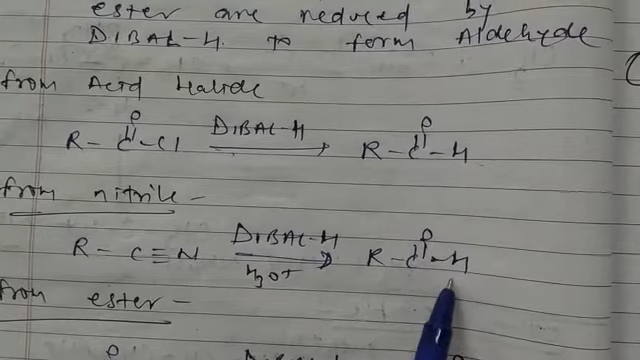 ester are reduced by
DIBAL-H to form Aldehyde
from Acid Halide
O
R-C-Cl DIBAL-H R-C-H
O
from nitrile -
R-C≡N DIBAL-H R-C-H
O
H3O+
from ester -
O